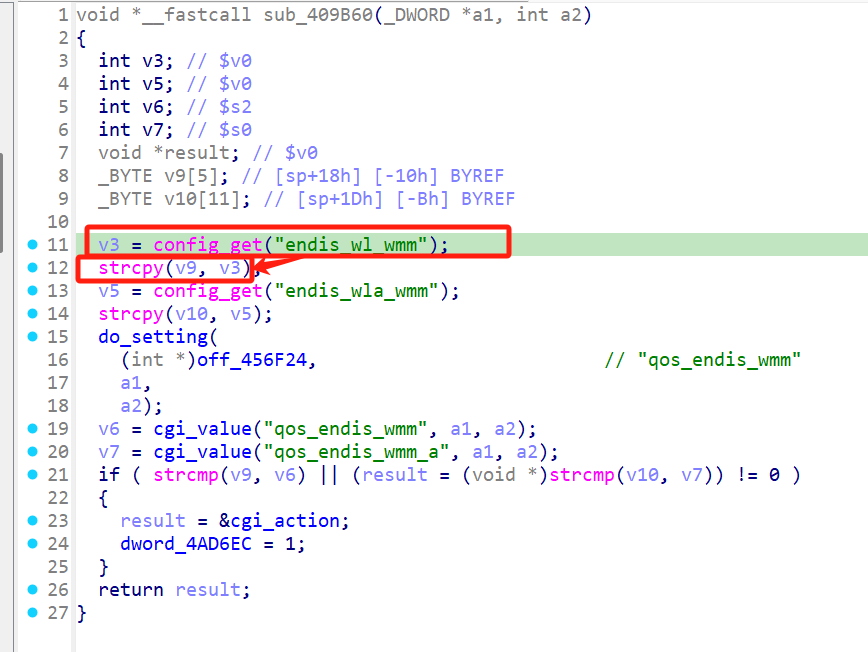 1 void *__fastcall sub_409B60(_DWORD *a1, int a2)
2 {
3 int v3; // $v0
4 int v5; // $v0
5 int v6; // $s2
6 int v7; // $s0
7 void *result; // $v0
8 _BYTE v9[5]; // [sp+18h] [-10h] BYREF
9 _BYTE v10[11]; // [sp+1Dh] [-Bh] BYREF
10
11 v3 = config_get("endis_wl_wmm");
12 strcpy(v9, v3);
13 v5 = config_get("endis_wla_wmm");
14 strcpy(v10, v5);
15 do_setting(
16 (int *)off_456F24, // "qos_endis_wmm"
17 a1,
18 a2);
19 v6 = cgi_value("qos_endis_wmm", a1, a2);
20 v7 = cgi_value("qos_endis_wmm_a", a1, a2);
21 if ( strcmp(v9, v6) || (result = (void *)strcmp(v10, v7)) != 0 )
22 {
23 result = &cgi_action;
24 dword_4AD6EC = 1;
25 }
26 return result;
27 }